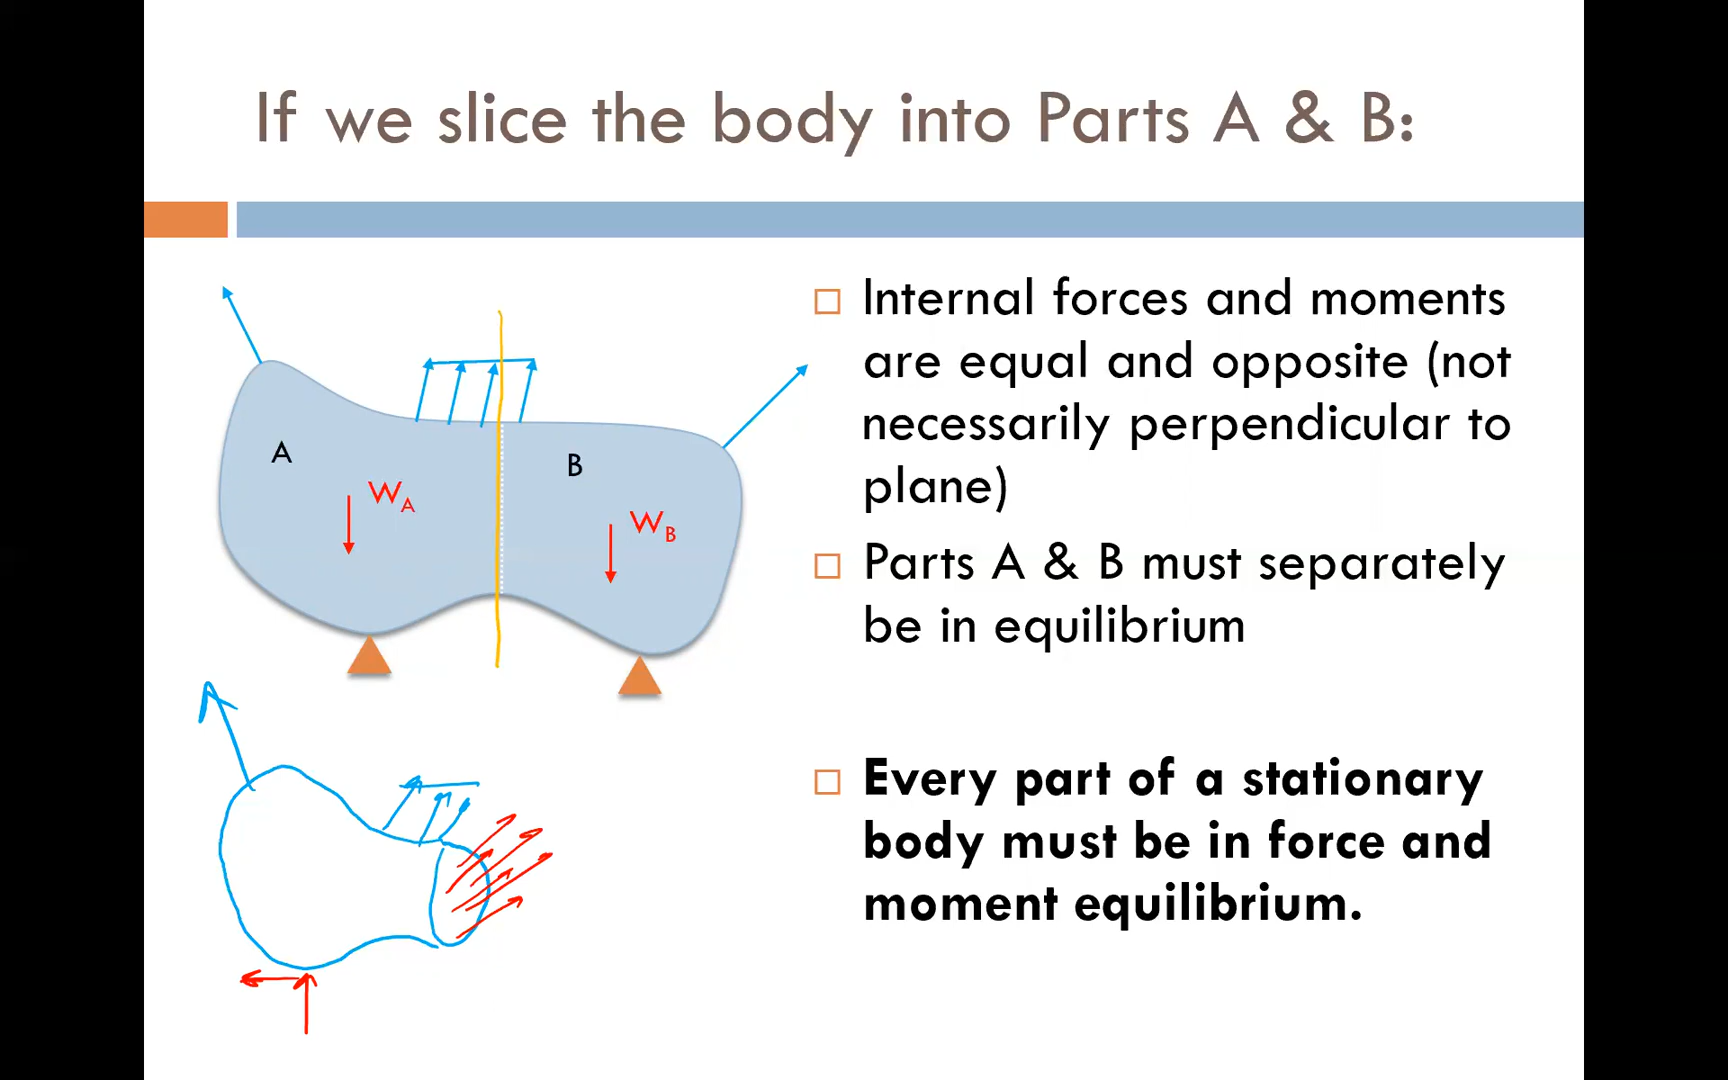 If we slice the body into Parts A & B:
A
B
WA
WB
Internal forces and moments
are equal and opposite (not
necessarily perpendicular to
plane)
Parts A & B must separately
be in equilibrium
Every part of a stationary
body must be in force and
moment equilibrium.